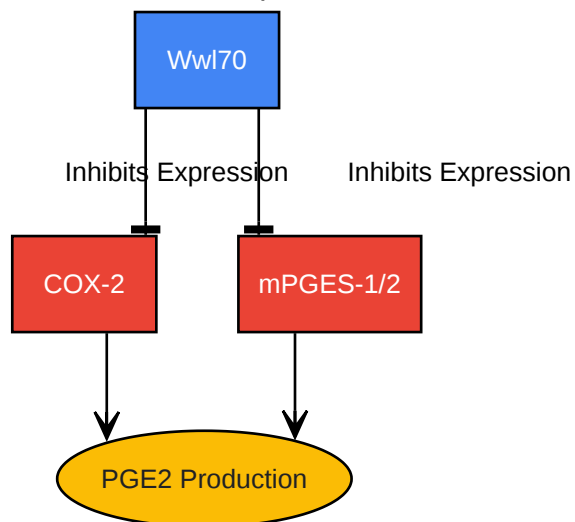 Wwl70
Inhibits Expression
Inhibits Expression
COX-2
mPGES-1/2
PGE2 Production